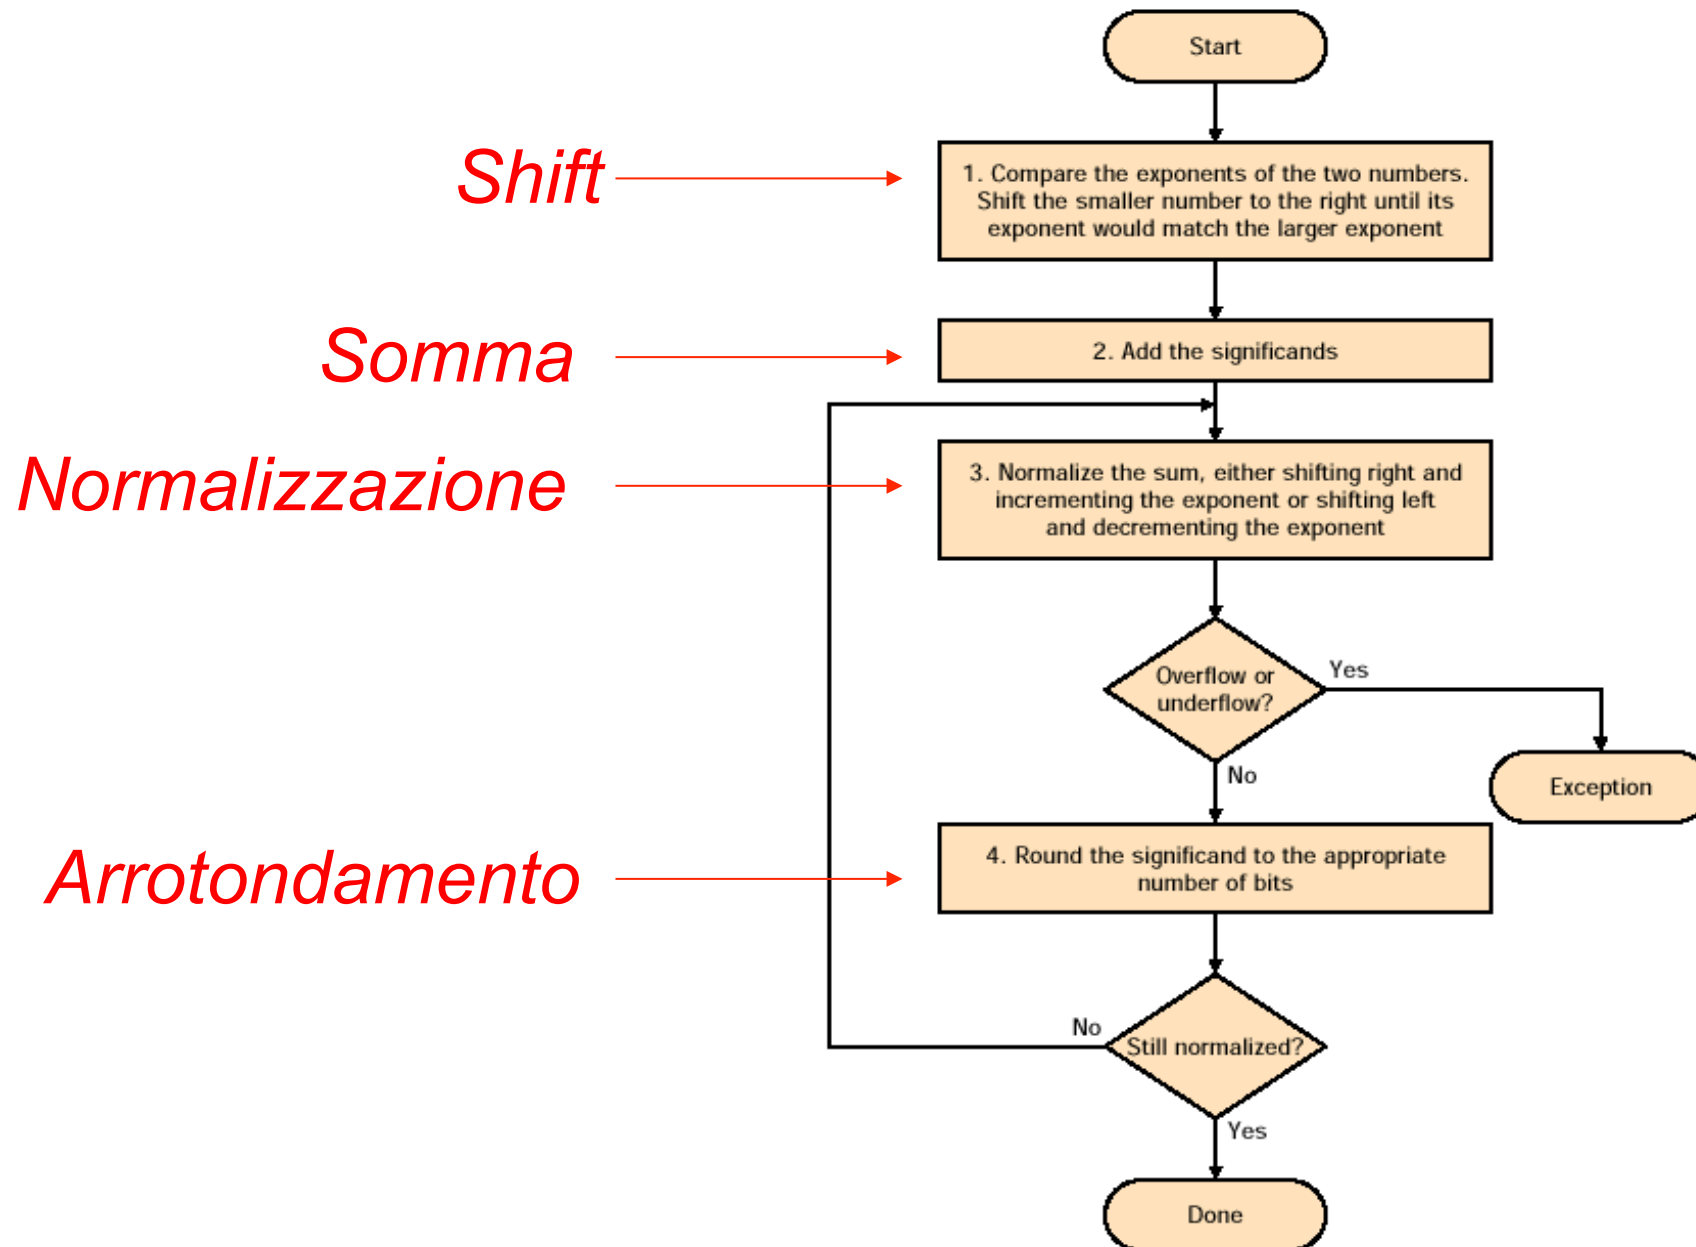 Start
Shift
1. Compare the exponents of the two numbers.
Shift the smaller number to the right until its
exponent would match the larger exponent
Somma
2. Add the significands
Normalizzazione
3. Normalize the sum, either shifting right and
incrementing the exponent or shifting left
and decrementing the exponent
Overflow or
underflow?
Yes
No
Exception
Arrotondamento
4. Round the significand to the appropriate
number of bits
No
Still normalized?
Yes
Done